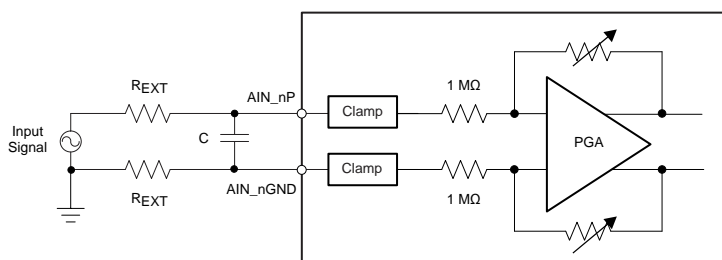 REXT
AIN_nP
Clamp
1 MΩ
Input
Signal
C
PGA
Clamp
AIN_nGND
REXT
1 MΩ